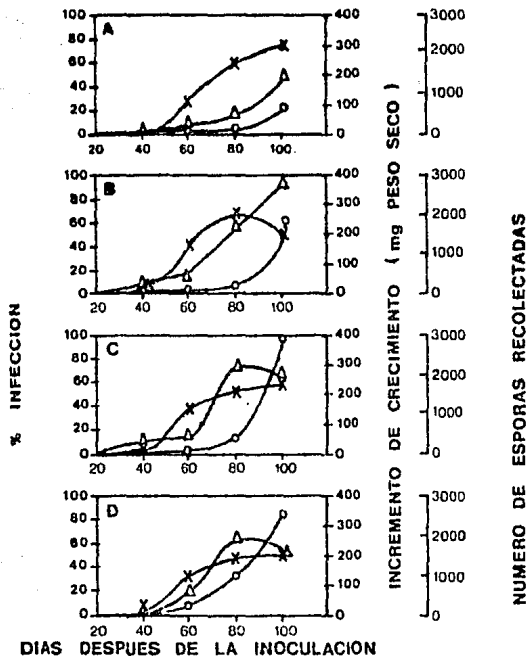 A
100 80 60 40 20 0
400 300 200 100 0
3000 2000 1000 0
20 40 60 80 100
B
100 80 60 40 20 0
400 300 200 100 0
3000 2000 1000 0
20 40 60 80 100
C
100 80 60 40 20 0
400 300 200 100 0
3000 2000 1000 0
20 40 60 80 100
D
100 80 60 40 20 0
400 300 200 100 0
3000 2000 1000 0
20 40 60 80 100
% INFECCION
INCREMENTO DE CRECIMIENTO (mg PESO SECO)
NUMERO DE ESPORAS RECOLECTADAS
DIAS DESPUES DE LA INOCULACION